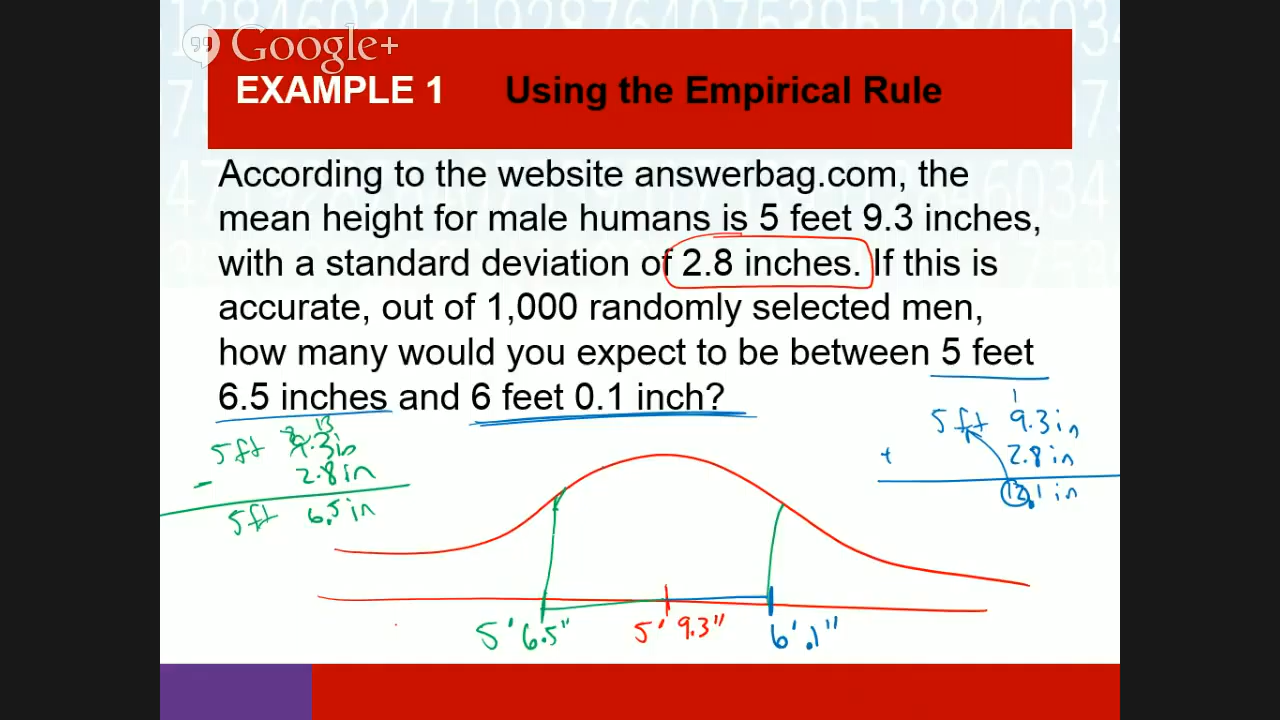 Google+
EXAMPLE 1 Using the Empirical Rule
According to the website answerbag.com, the
mean height for male humans is 5 feet 9.3 inches,
with a standard deviation of 2.8 inches. If this is
accurate, out of 1,000 randomly selected men,
how many would you expect to be between 5 feet
6.5 inches and 6 feet 0.1 inch?
8 13
5 ft 9.3 in
- 2.8 in
5 ft 6.5 in
1
5 ft 9.3 in
+ 2.8 in
12.1 in
5' 6.5" 5' 9.3" 6' .1"